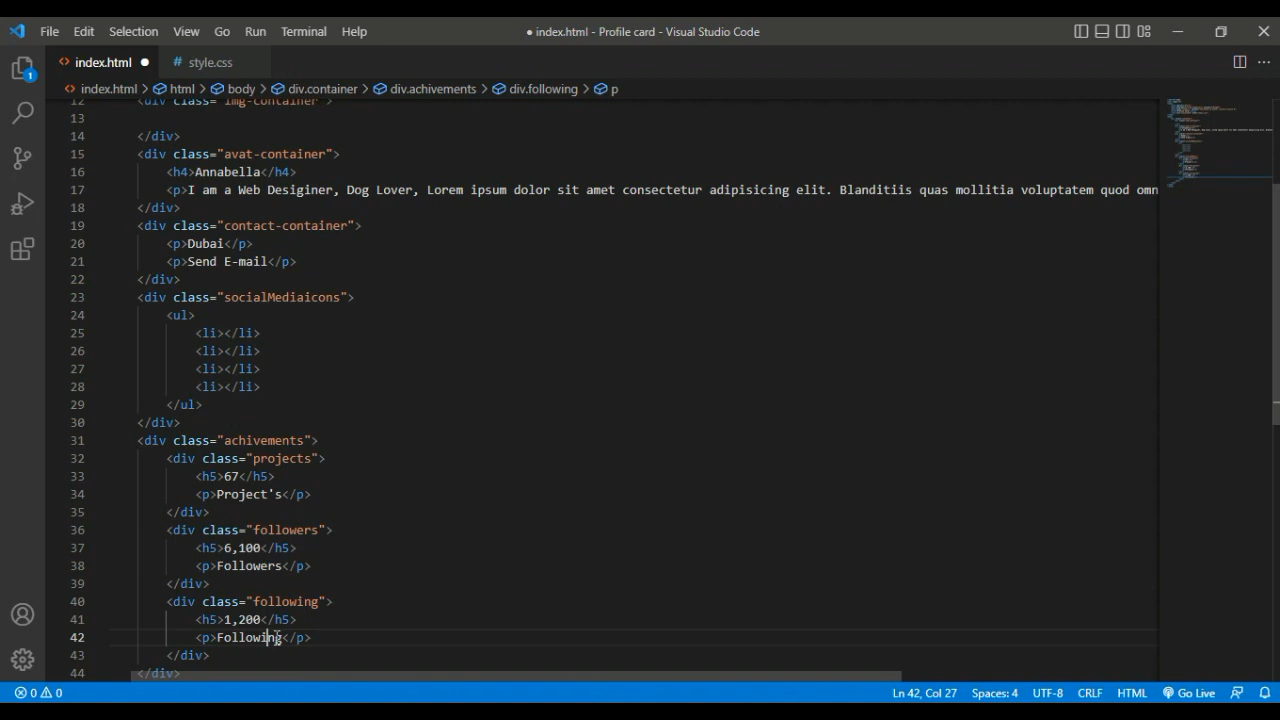 File Edit Selection View Go Run Terminal Help ● index.html - Profile card - Visual Studio Code
index.html ● # style.css
index.html > html > body > div.container > div.achivements > div.following > p
1
12 <div class="img-container">
13
14 </div>
15 <div class="avat-container">
16 <h4>Annabella</h4>
17 <p>I am a Web Desiginer, Dog Lover, Lorem ipsum dolor sit amet consectetur adipisicing elit. Blanditiis quas mollitia voluptatem quod omn
18 </div>
19 <div class="contact-container">
20 <p>Dubai</p>
21 <p>Send E-mail</p>
22 </div>
23 <div class="socialMediaicons">
24 <ul>
25 <li></li>
26 <li></li>
27 <li></li>
28 <li></li>
29 </ul>
30 </div>
31 <div class="achivements">
32 <div class="projects">
33 <h5>67</h5>
34 <p>Project's</p>
35 </div>
36 <div class="followers">
37 <h5>6,100</h5>
38 <p>Followers</p>
39 </div>
40 <div class="following">
41 <h5>1,200</h5>
42 <p>Following</p>
43 </div>
44 </div>
0 0 Ln 42, Col 27 Spaces: 4 UTF-8 CRLF HTML Go Live